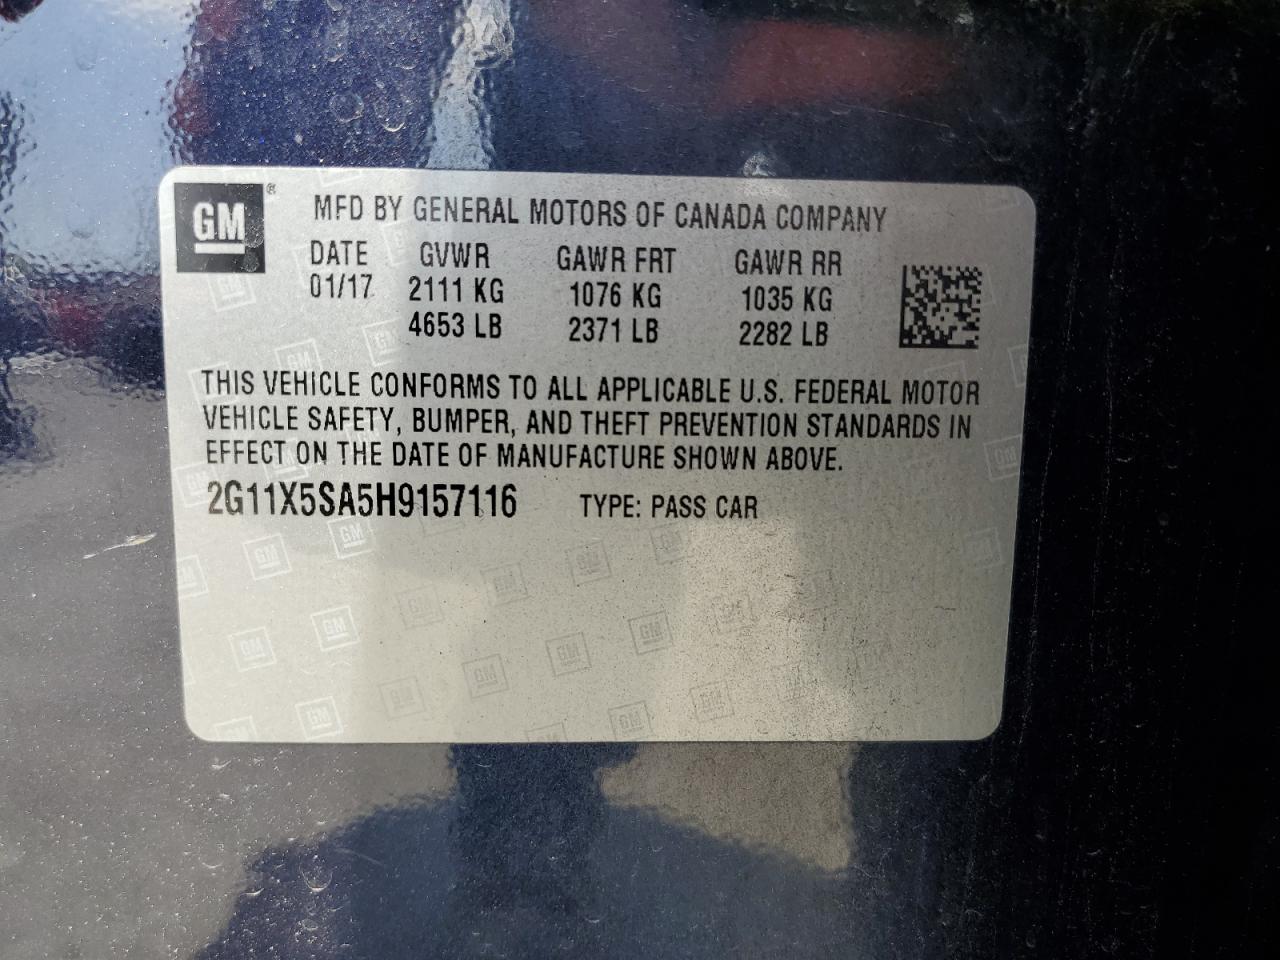 GM ® MFD BY GENERAL MOTORS OF CANADA COMPANY
DATE GVWR GAWR FRT GAWR RR
01/17 2111 KG 1076 KG 1035 KG
4653 LB 2371 LB 2282 LB
THIS VEHICLE CONFORMS TO ALL APPLICABLE U.S. FEDERAL MOTOR
VEHICLE SAFETY, BUMPER, AND THEFT PREVENTION STANDARDS IN
EFFECT ON THE DATE OF MANUFACTURE SHOWN ABOVE.
2G11X5SA5H9157116 TYPE: PASS CAR